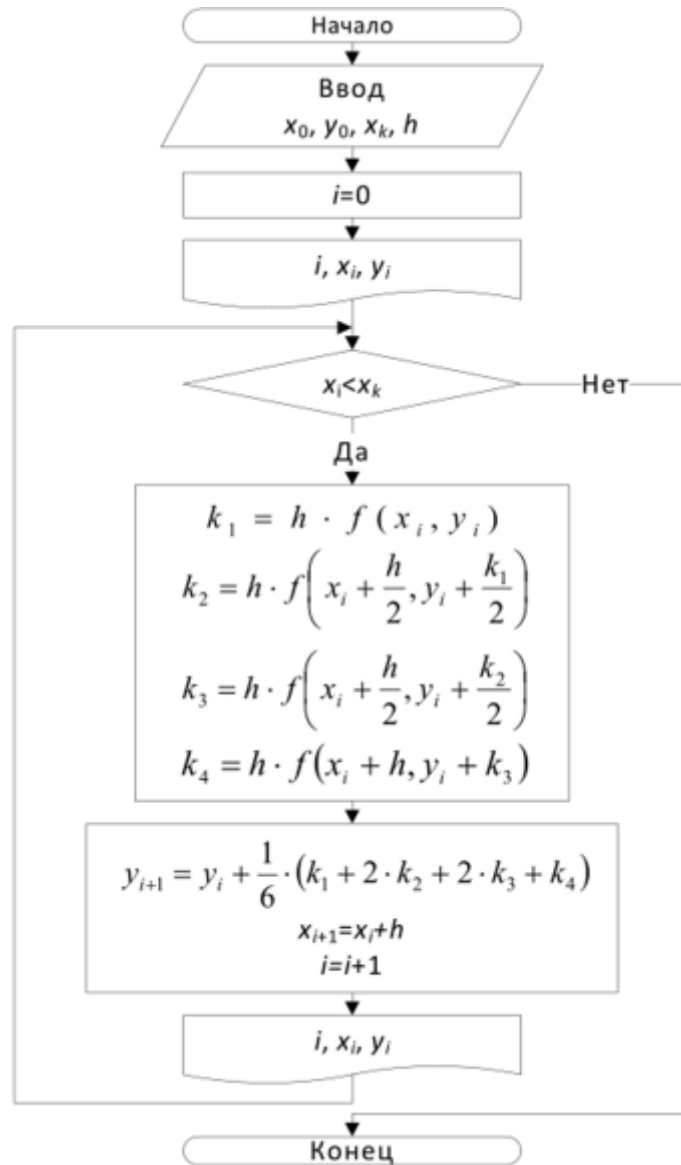 Начало
Ввод
x₀, y₀, xₖ, h
i=0
i, xᵢ, yᵢ
xᵢ<xₖ
Нет
Да
k₁ = h · f(xᵢ, yᵢ)
k₂ = h · f(xᵢ + h/2, yᵢ + k₁/2)
k₃ = h · f(xᵢ + h/2, yᵢ + k₂/2)
k₄ = h · f(xᵢ + h, yᵢ + k₃)
yᵢ₊₁ = yᵢ + 1/6 · (k₁ + 2 · k₂ + 2 · k₃ + k₄)
xᵢ₊₁=xᵢ+h
i=i+1
i, xᵢ, yᵢ
Конец